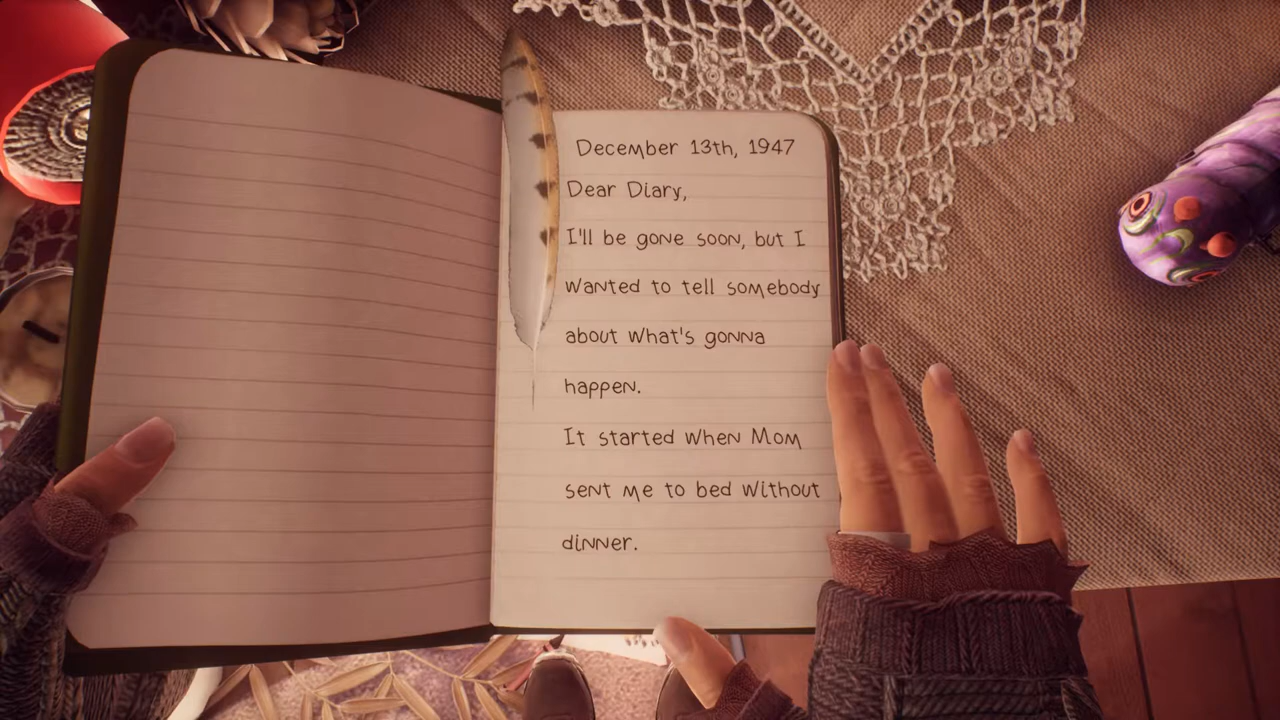 December 13th, 1947
Dear Diary,
I'll be gone soon, but I
wanted to tell somebody
about what's gonna
happen.
It started when Mom
sent me to bed without
dinner.